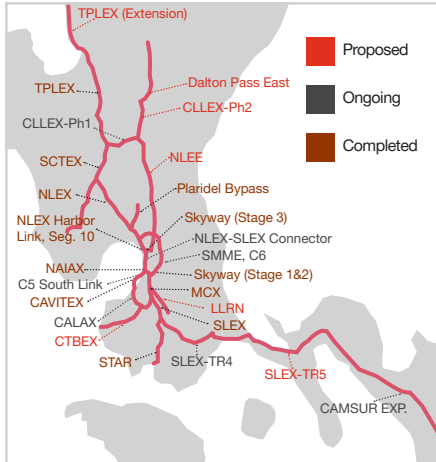 TPLEX (Extension)
Proposed
Ongoing
Completed
Dalton Pass East
TPLEX
CLLEX-Ph2
CLLEX-Ph1
NLEE
SCTEX
Plaridel Bypass
NLEX
NLEX Harbor
Link, Seg. 10
Skyway (Stage 3)
NLEX-SLEX Connector
SMME, C6
NAIAX
Skyway (Stage 1&2)
C5 South Link
MCX
CAVITEX
LLRN
CALAX
SLEX
CTBEX
STAR
SLEX-TR4
SLEX-TR5
CAMSUR EXP.